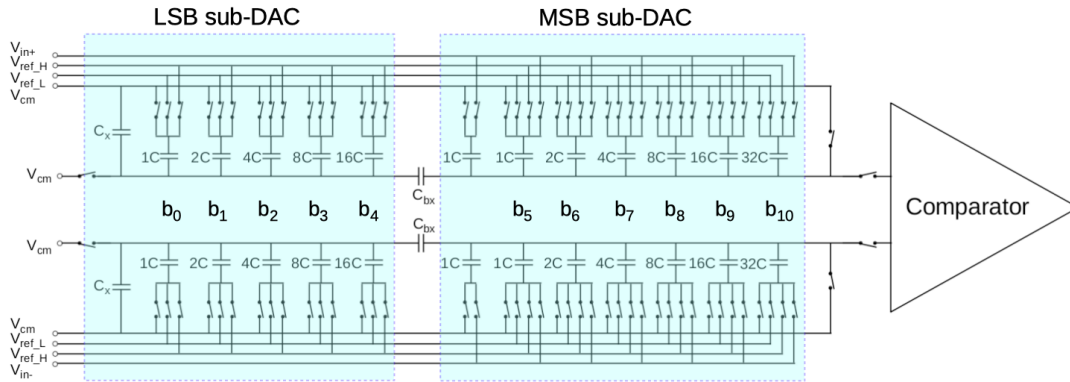 LSB sub-DAC MSB sub-DAC
V_in+
V_ref_H
V_ref_L
V_cm
C_x
1C 2C 4C 8C 16C 1C 1C 2C 4C 8C 16C 32C
V_cm
C_bx
b_0 b_1 b_2 b_3 b_4 b_5 b_6 b_7 b_8 b_9 b_10
Comparator
C_bx
V_cm
1C 2C 4C 8C 16C 1C 1C 2C 4C 8C 16C 32C
C_x
V_cm
V_ref_L
V_ref_H
V_in-